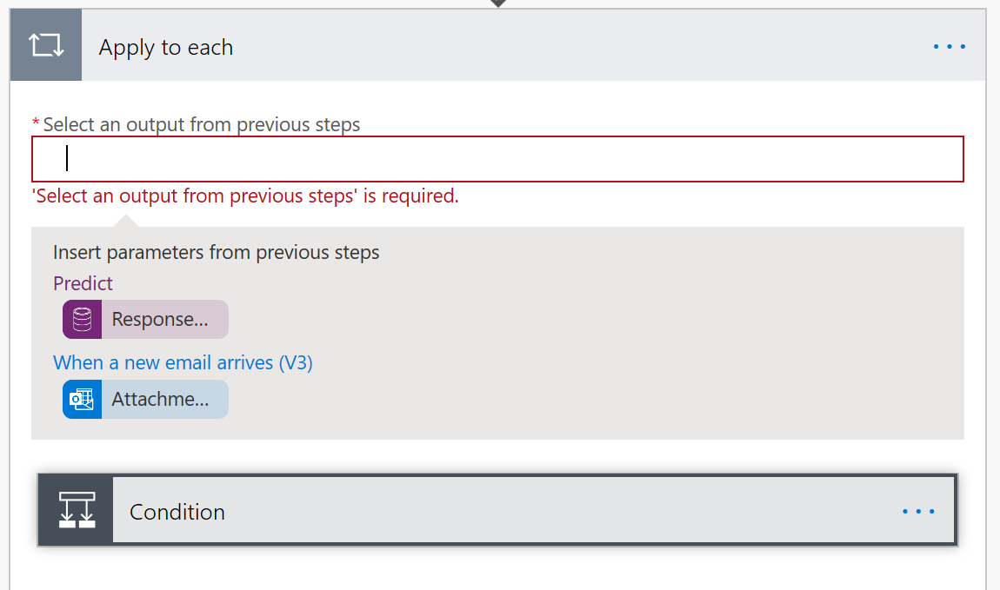 Apply to each
* Select an output from previous steps
'Select an output from previous steps' is required.
Insert parameters from previous steps
Predict
Response...
When a new email arrives (V3)
Attachme...
Condition